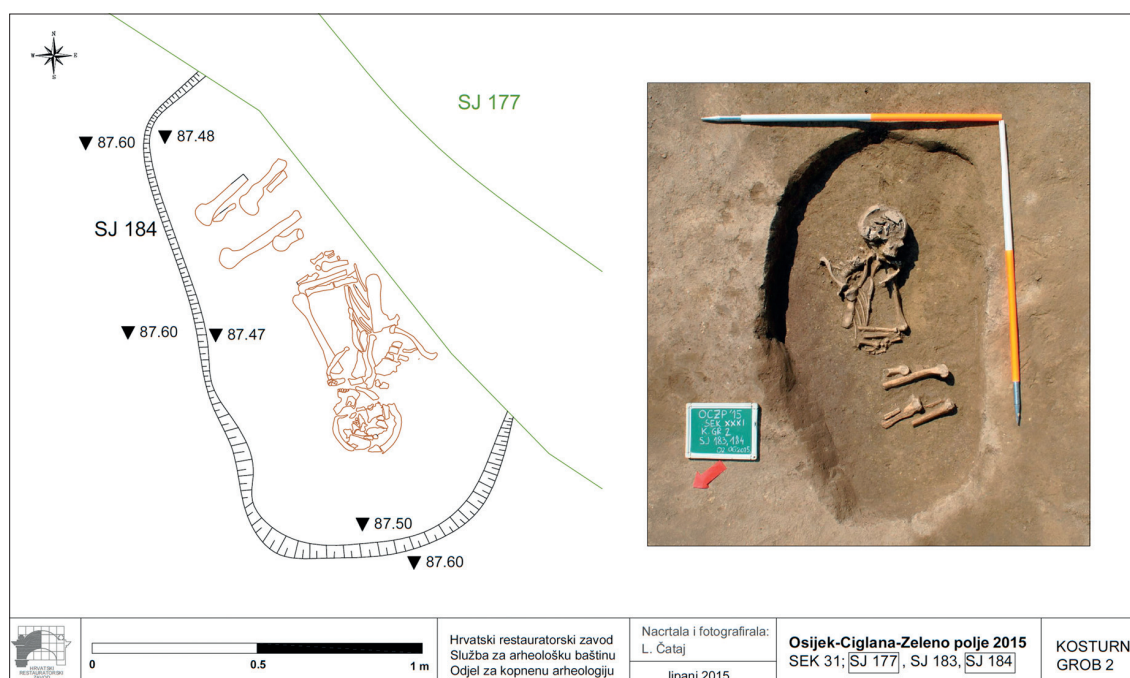 N
W E
S
SJ 177
87.60
87.48
SJ 184
87.60
87.47
87.50
87.60
OCZP '15
SEK XXXI
K GR 2
SJ 183, 184
HRVATSKI
RESTAURATORSKI
ZAVOD
0 0.5 1 m
Hrvatski restauratorski zavod
Služba za arheološku baštinu
Odjel za kopnenu arheologiju
Nacrtala i fotografirala:
L. Čataj
lipanj 2015
Osijek-Ciglana-Zeleno polje 2015
SEK 31; SJ 177 , SJ 183, SJ 184
KOSTURN
GROB 2